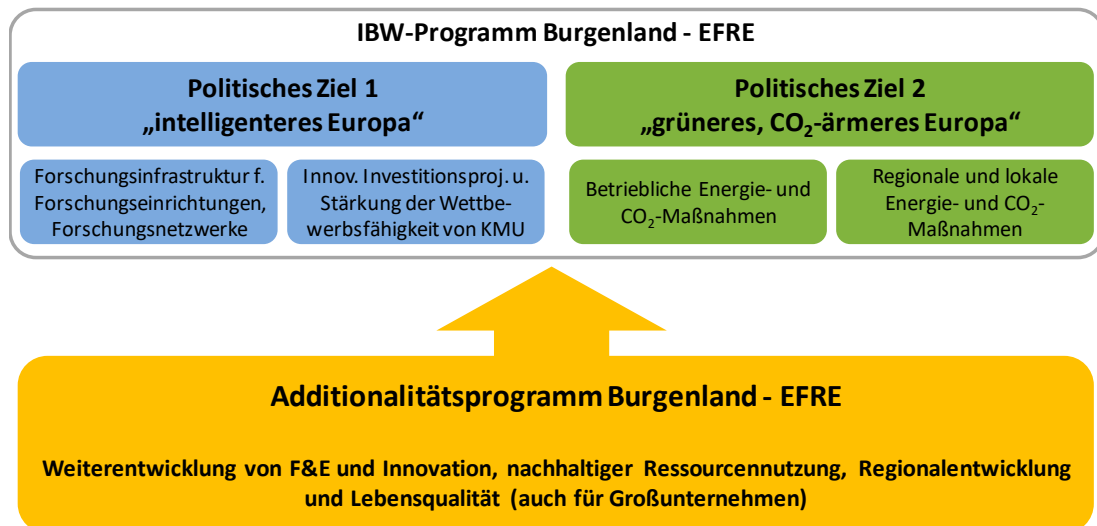 IBW-Programm Burgenland - EFRE
Politisches Ziel 1
„intelligenteres Europa“
Politisches Ziel 2
„grüneres, CO₂-ärmeres Europa“
Forschungsinfrastruktur f.
Forschungseinrichtungen,
Forschungsnetzwerke
Innov. Investitionsproj. u.
Stärkung der Wettbe-
werbsfähigkeit von KMU
Betriebliche Energie- und
CO₂-Maßnahmen
Regionale und lokale
Energie- und CO₂-
Maßnahmen
Additionalitätsprogramm Burgenland - EFRE
Weiterentwicklung von F&E und Innovation, nachhaltiger Ressourcennutzung, Regionalentwicklung
und Lebensqualität (auch für Großunternehmen)